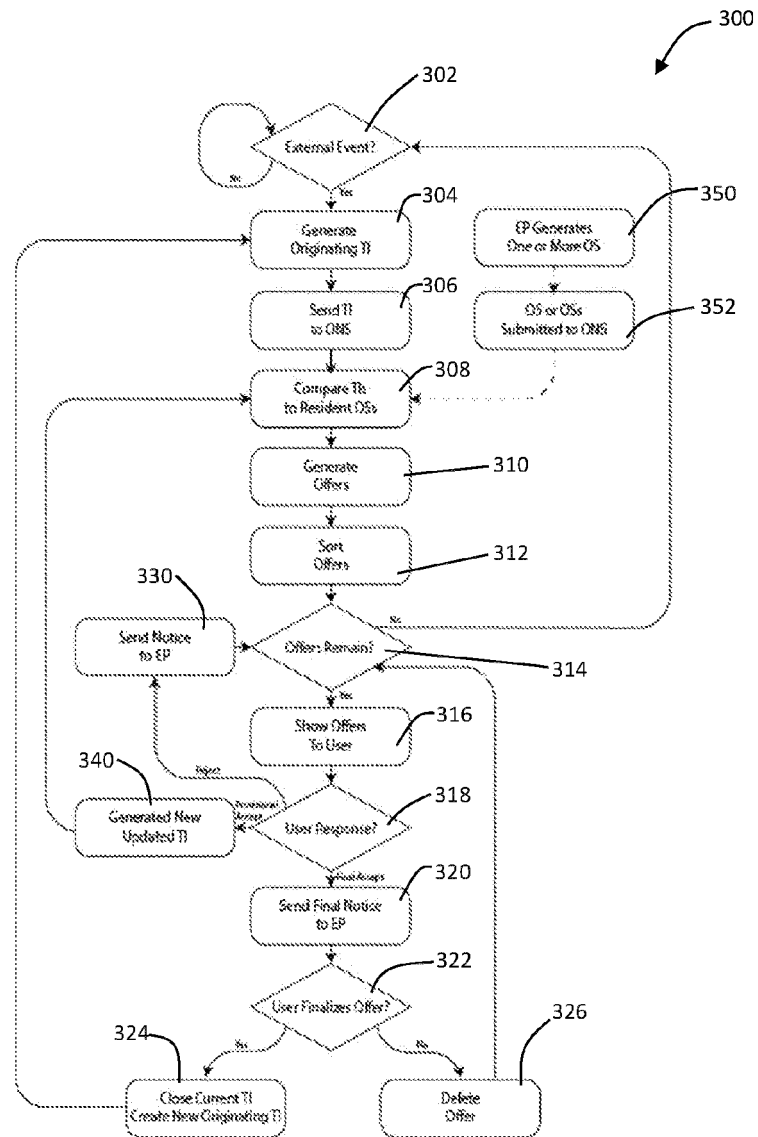 300
302
External Event?
No
Yes
304
Generate
Originating TI
350
EP Generates
One or More OS
306
Send TI
to ONS
OS or OSs
Submitted to ONS
352
308
Compare TIs
to Resident OSs
310
Generate
Offers
312
Sort
Offers
330
Send Notice
to EP
Offers Remain?
No
314
Yes
316
Show Offers
To User
Reject
340
318
Generated New
Updated TI
Provisional
Accept
User Response?
Final Accept
320
Send Final Notice
to EP
322
User Finalizes Offer?
326
324
Yes
No
Close Current TI
Create New Originating TI
Delete
Offer